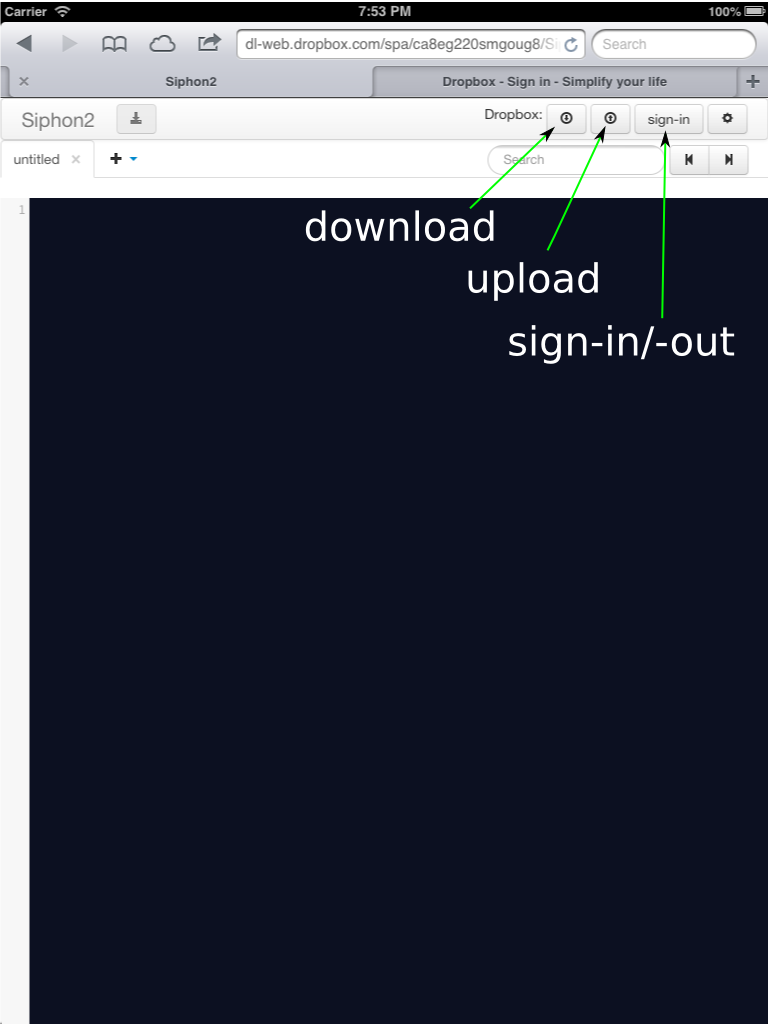 Carrier 7:53 PM 100%
dl-web.dropbox.com/spa/ca8eg220smgoug8/Si Search
Siphon2 Dropbox - Sign in - Simplify your life
Siphon2 Dropbox: sign-in
untitled Search
1
download
upload
sign-in/-out